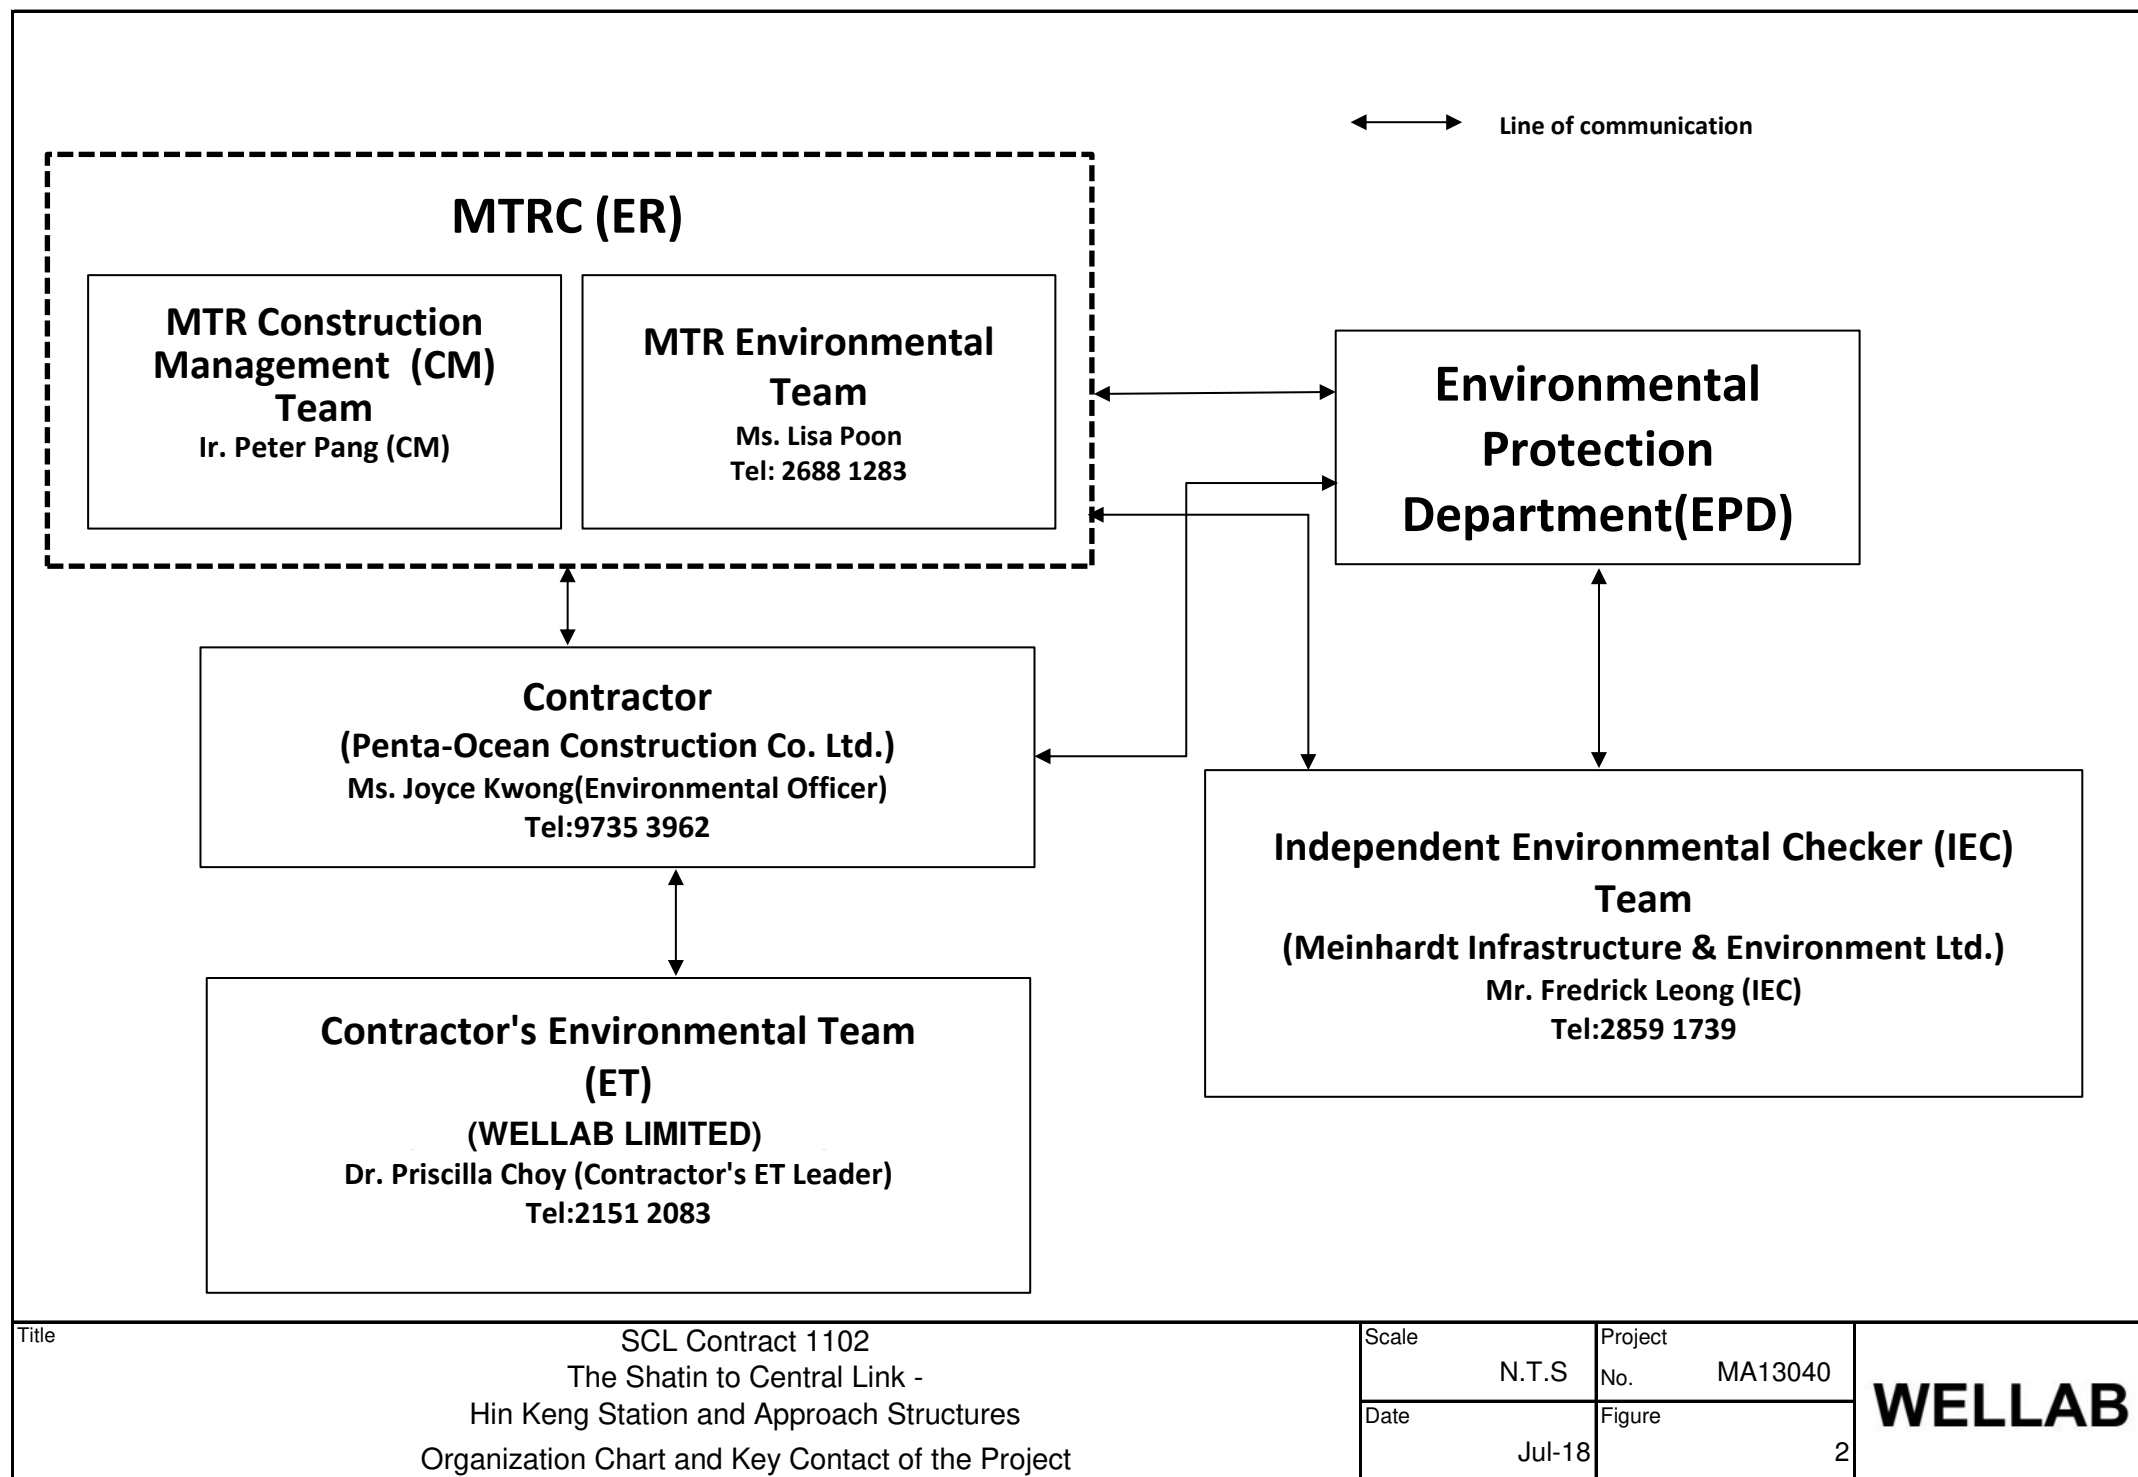 Line of communication
MTRC (ER)
MTR Construction
Management (CM)
Team
Ir. Peter Pang (CM)
MTR Environmental
Team
Ms. Lisa Poon
Tel: 2688 1283
Environmental
Protection
Department(EPD)
Contractor
(Penta-Ocean Construction Co. Ltd.)
Ms. Joyce Kwong(Environmental Officer)
Tel:9735 3962
Independent Environmental Checker (IEC)
Team
(Meinhardt Infrastructure & Environment Ltd.)
Mr. Fredrick Leong (IEC)
Tel:2859 1739
Contractor's Environmental Team
(ET)
(WELLAB LIMITED)
Dr. Priscilla Choy (Contractor's ET Leader)
Tel:2151 2083
Title
SCL Contract 1102
The Shatin to Central Link -
Hin Keng Station and Approach Structures
Organization Chart and Key Contact of the Project
Scale
N.T.S
Project
No. MA13040
Date
Jul-18
Figure
2
WELLAB